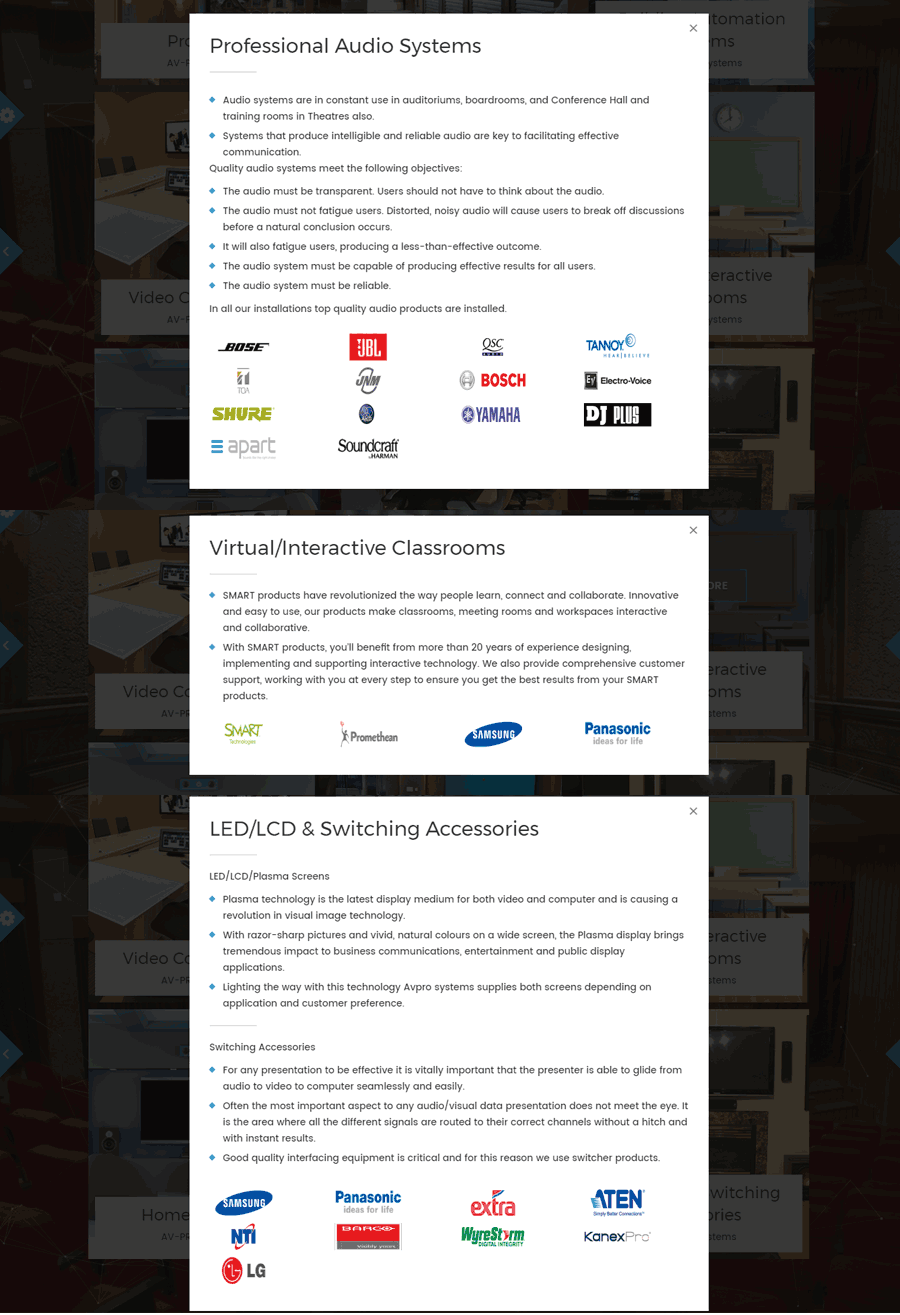 Professional Audio Systems
Audio systems are in constant use in auditoriums, boardrooms, and Conference Hall and
training rooms in Theatres also.
Systems that produce intelligible and reliable audio are key to facilitating effective
communication.
Quality audio systems meet the following objectives:
The audio must be transparent. Users should not have to think about the audio.
The audio must not fatigue users. Distorted, noisy audio will cause users to break off discussions
before a natural conclusion occurs.
It will also fatigue users, producing a less-than-effective outcome.
The audio system must be capable of producing effective results for all users.
The audio system must be reliable.
In all our installations top quality audio products are installed.
BOSE JBL QSC AUDIO TANNOY HEAR|BELIEVE
TOA JNM BOSCH EV Electro-Voice
SHURE YAMAHA DJ PLUS
apart Soundcraft by HARMAN
Video C
AV-P
Virtual/Interactive Classrooms
SMART products have revolutionized the way people learn, connect and collaborate. Innovative
and easy to use, our products make classrooms, meeting rooms and workspaces interactive
and collaborative.
With SMART products, you'll benefit from more than 20 years of experience designing,
implementing and supporting interactive technology. We also provide comprehensive customer
support, working with you at every step to ensure you get the best results from your SMART
products.
SMART Technologies Promethean SAMSUNG Panasonic ideas for life
Video Co
AV-PR
LED/LCD & Switching Accessories
LED/LCD/Plasma Screens
Plasma technology is the latest display medium for both video and computer and is causing a
revolution in visual image technology.
With razor-sharp pictures and vivid, natural colours on a wide screen, the Plasma display brings
tremendous impact to business communications, entertainment and public display
applications.
Lighting the way with this technology Avpro systems supplies both screens depending on
application and customer preference.
Switching Accessories
For any presentation to be effective it is vitally important that the presenter is able to glide from
audio to video to computer seamlessly and easily.
Often the most important aspect to any audio/visual data presentation does not meet the eye. It
is the area where all the different signals are routed to their correct channels without a hitch and
with instant results.
Good quality interfacing equipment is critical and for this reason we use switcher products.
SAMSUNG Panasonic ideas for life extra ATEN Simply Better Connections
NTI BARCO Visibly yours WyreStorm DIGITAL INTEGRITY KanexPro
LG
Video Co
AV-PR
Home
AV-PR